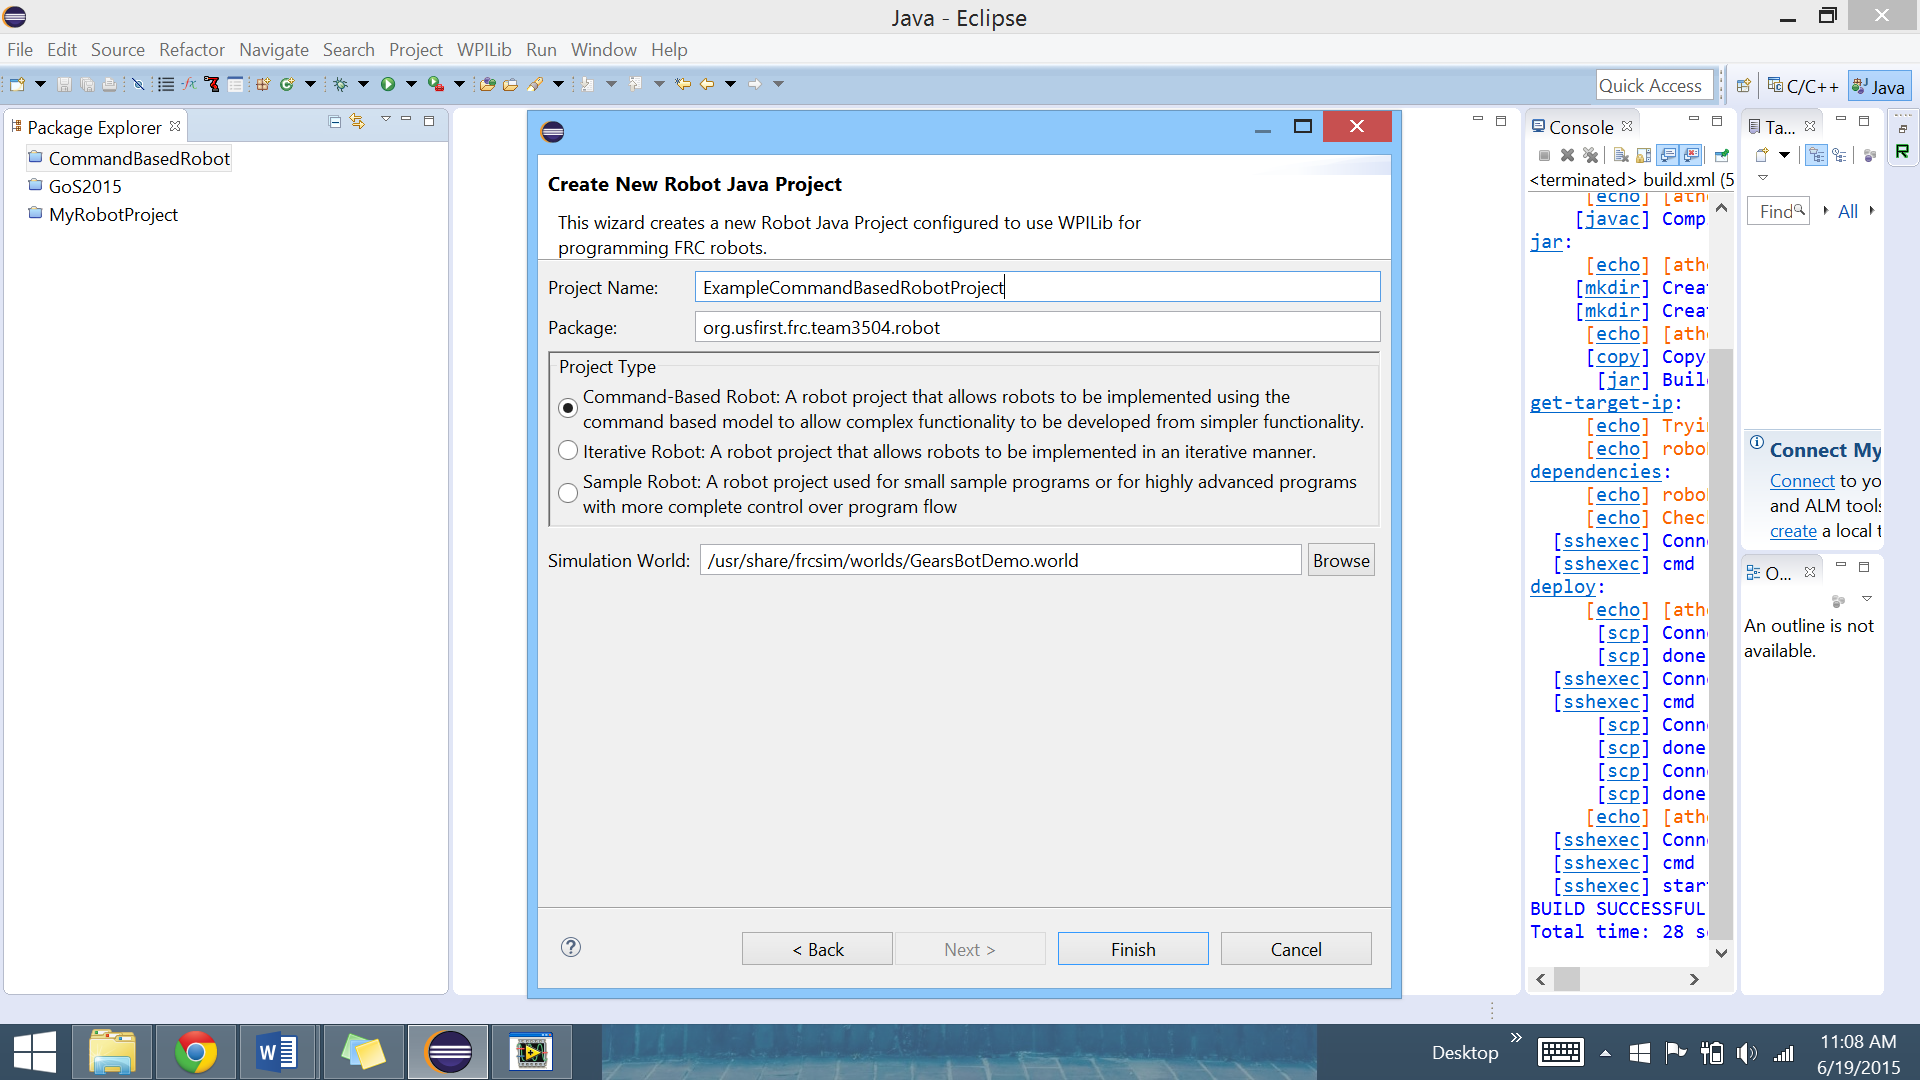 Java - Eclipse
File Edit Source Refactor Navigate Search Project WPILib Run Window Help
Quick Access
C/C++
Java
Package Explorer
CommandBasedRobot
GoS2015
MyRobotProject
Create New Robot Java Project
This wizard creates a new Robot Java Project configured to use WPILib for
programming FRC robots.
Project Name: ExampleCommandBasedRobotProject
Package: org.usfirst.frc.team3504.robot
Project Type
Command-Based Robot: A robot project that allows robots to be implemented using the
command based model to allow complex functionality to be developed from simpler functionality.
Iterative Robot: A robot project that allows robots to be implemented in an iterative manner.
Sample Robot: A robot project used for small sample programs or for highly advanced programs
with more complete control over program flow
Simulation World: /usr/share/frcsim/worlds/GearsBotDemo.world Browse
< Back Next > Finish Cancel
Console
<terminated> build.xml (5
[echo] [ath
[javac] Comp
jar:
[echo] [ath
[mkdir] Crea
[mkdir] Crea
[echo] [ath
[copy] Copy
[jar] Buil
get-target-ip:
[echo] Tryi
[echo] robo
dependencies:
[echo] robo
[echo] Chec
[sshexec] Conn
[sshexec] cmd
deploy:
[echo] [ath
[scp] Conn
[scp] done
[sshexec] Conn
[sshexec] cmd
[scp] Conn
[scp] done
[scp] Conn
[scp] done
[echo] [ath
[sshexec] Conn
[sshexec] cmd
[sshexec] star
BUILD SUCCESSFUL
Total time: 28 s
Ta...
Find
All
Connect My
Connect to yo
and ALM tools
create a local t
O...
An outline is not
available.
R
Desktop
11:08 AM
6/19/2015